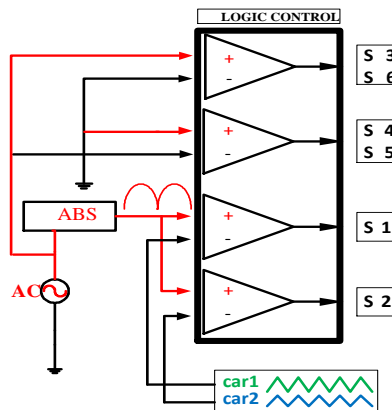 LOGIC CONTROL
+
-
S 3
S 6
+
-
S 4
S 5
ABS
+
-
S 1
AC
+
-
S 2
car1
car2